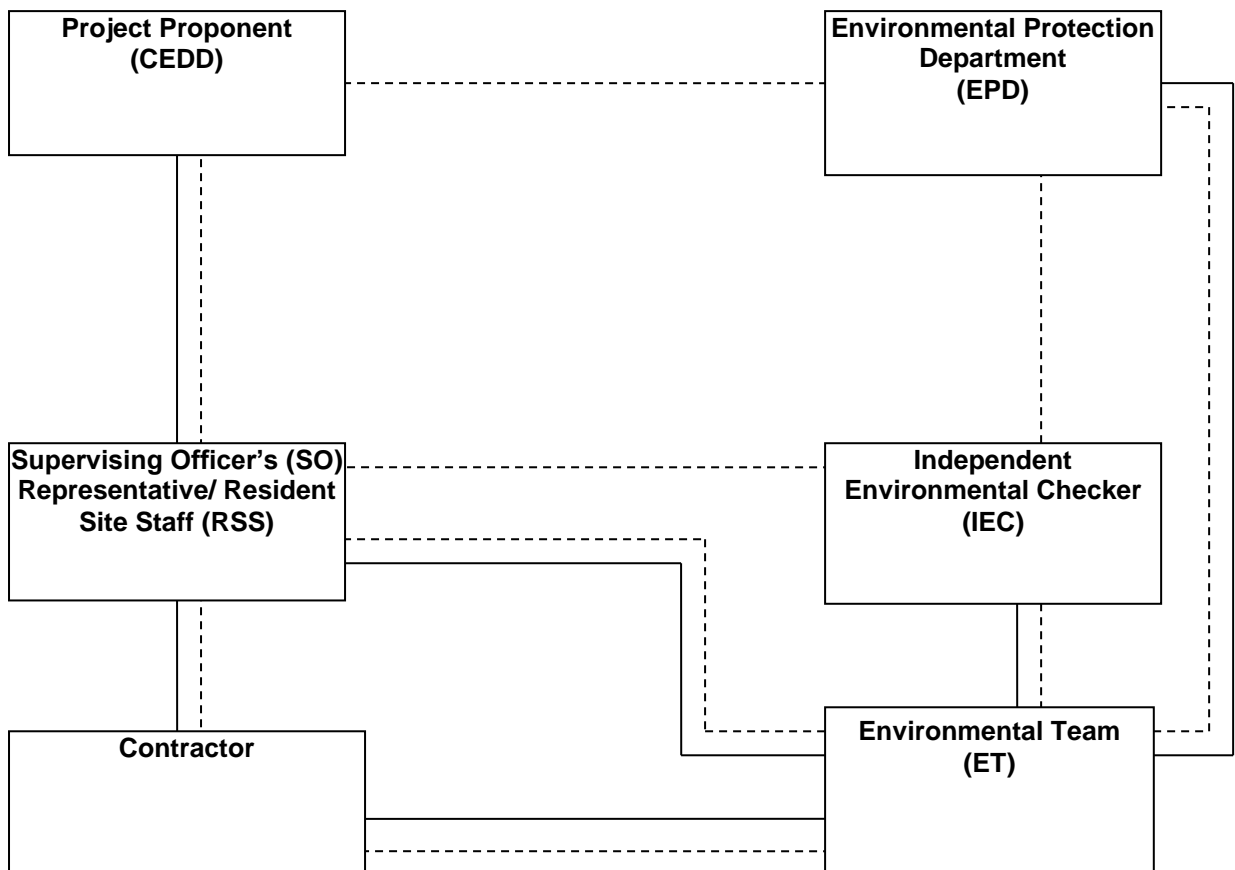 Project Proponent
(CEDD)
Environmental Protection
Department
(EPD)
Supervising Officer's (SO)
Representative/ Resident
Site Staff (RSS)
Independent
Environmental Checker
(IEC)
Contractor
Environmental Team
(ET)